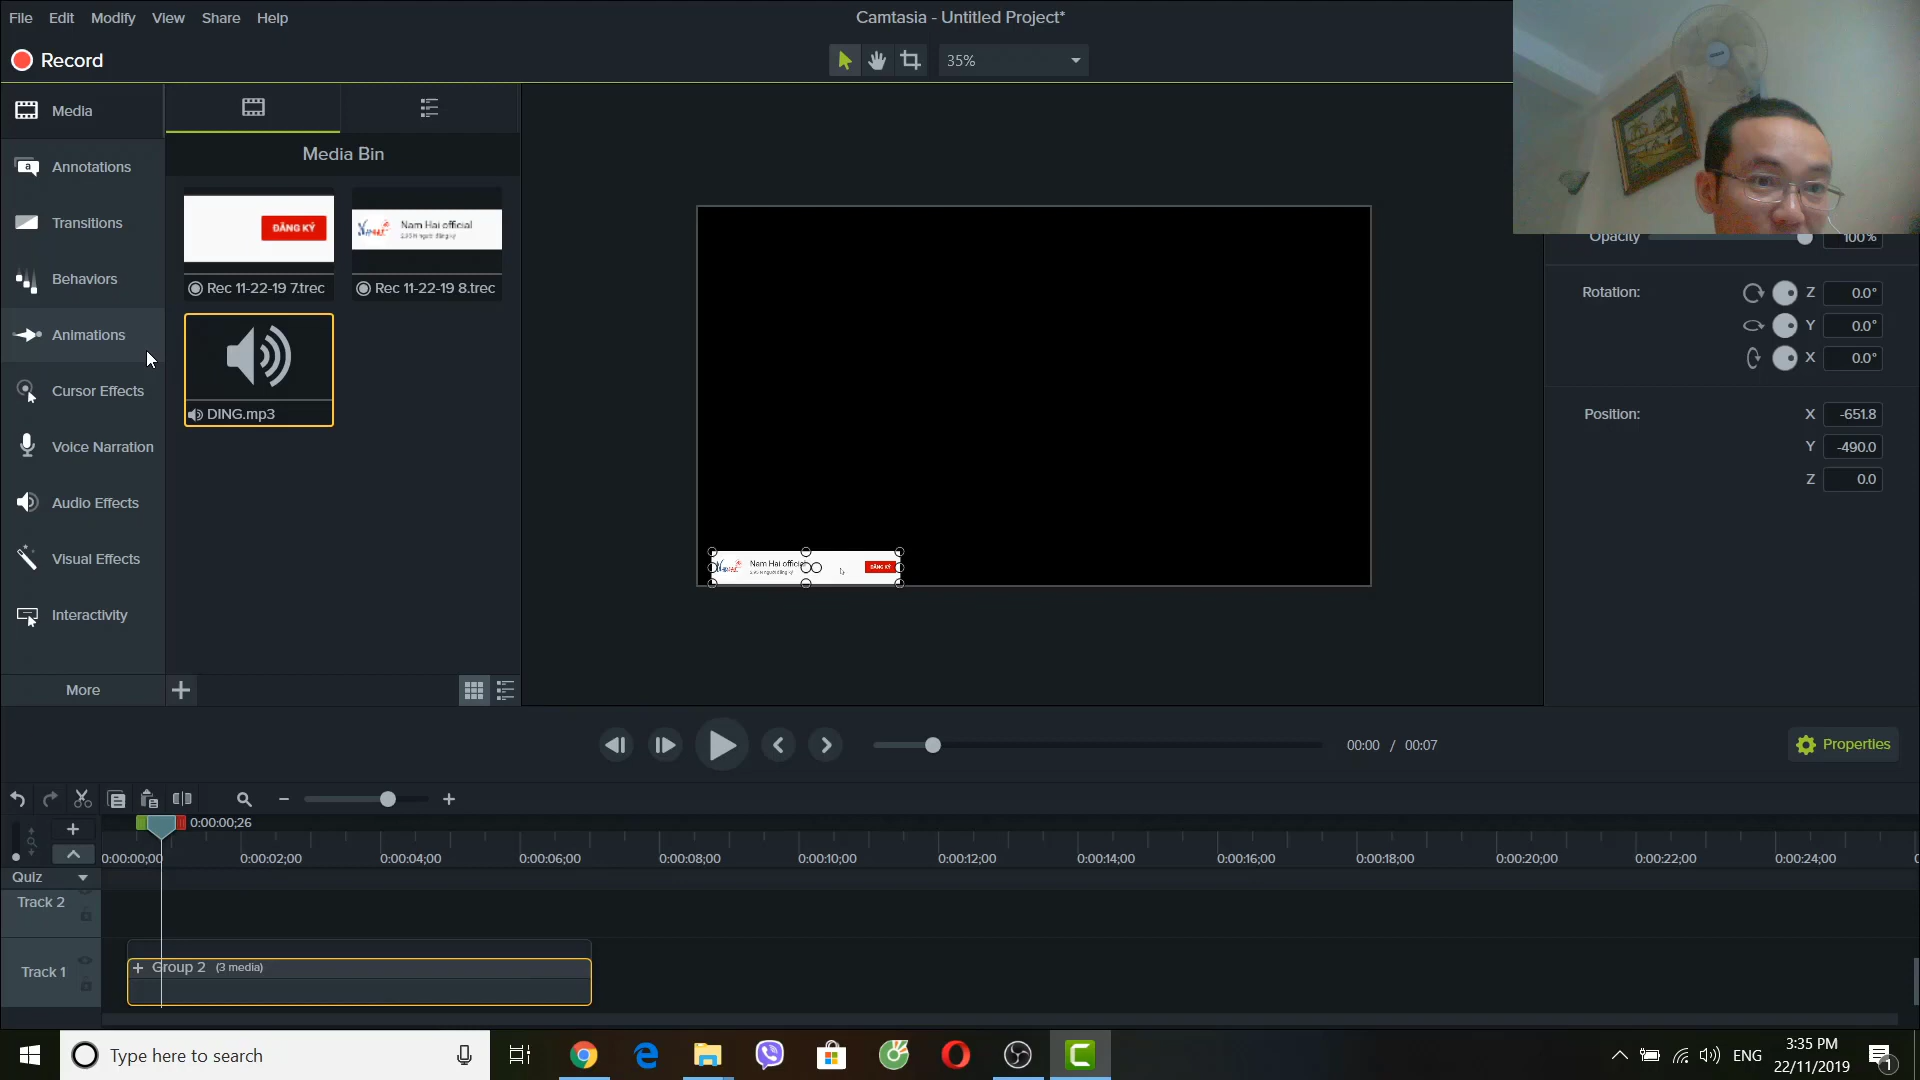 File Edit Modify View Share Help
Camtasia - Untitled Project*
Record
35%
Media
Annotations
Transitions
Behaviors
Animations
Cursor Effects
Voice Narration
Audio Effects
Visual Effects
Interactivity
More
Media Bin
ĐĂNG KÝ
Nam Hai official
Rec 11-22-19 7.trec
Rec 11-22-19 8.trec
DING.mp3
Nam Hai official
ĐĂNG KÝ
Opacity 100%
Rotation: Z 0.0°
Y 0.0°
X 0.0°
Position: X -651.8
Y -490.0
Z 0.0
00:00 / 00:07
Properties
0:00:00;26
0:00:00;00 0:00:02;00 0:00:04;00 0:00:06;00 0:00:08;00 0:00:10;00 0:00:12;00 0:00:14;00 0:00:16;00 0:00:18;00 0:00:20;00 0:00:22;00 0:00:24;00
Quiz
Track 2
Track 1
+ Group 2 (3 media)
Type here to search
ENG
3:35 PM
22/11/2019
1